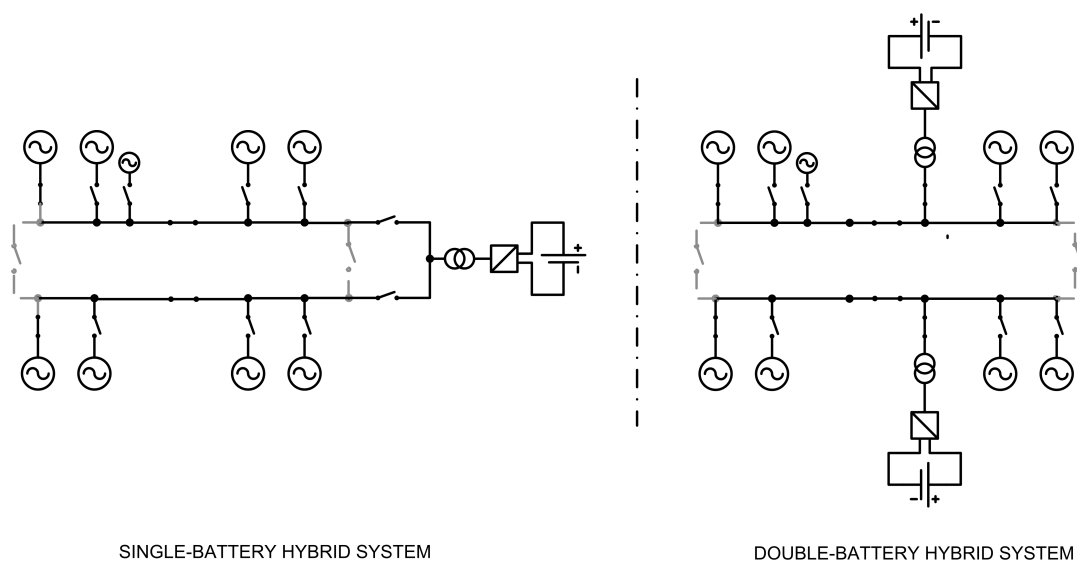 SINGLE-BATTERY HYBRID SYSTEM
DOUBLE-BATTERY HYBRID SYSTEM